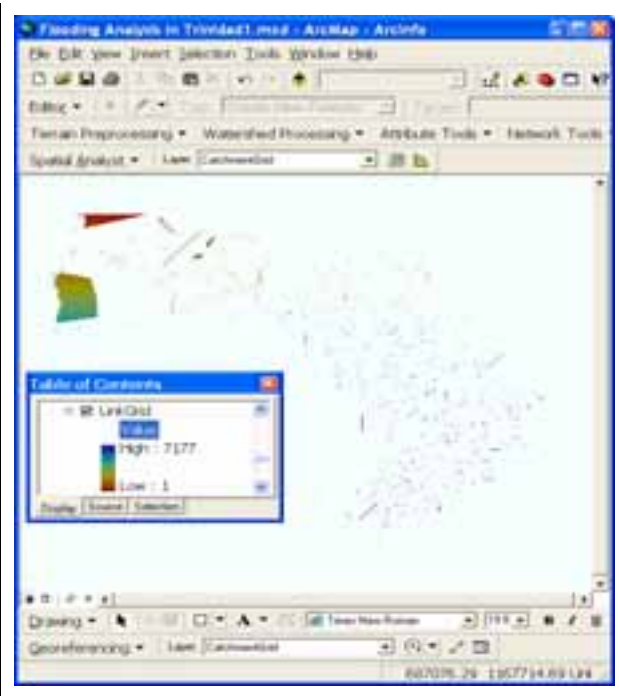 Flooding Analysis in Trinidad1.mxd - ArcMap - ArcInfo
File Edit View Insert Selection Tools Window Help
Editor
Terrain Preprocessing Watershed Processing Attribute Tools Network Tools
Spatial Analyst Layer: CatchmentGrid
Table of Contents
LinkGrid
Value
High : 7177
Low : 1
Display Source Selection
Drawing A Times New Roman B I U
Georeferencing Layer: CatchmentGrid